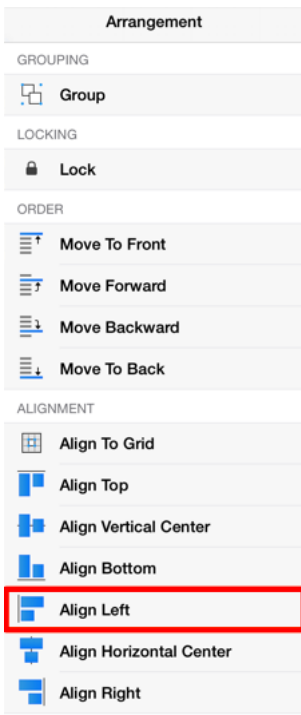 Arrangement
GROUPING
Group
LOCKING
Lock
ORDER
Move To Front
Move Forward
Move Backward
Move To Back
ALIGNMENT
Align To Grid
Align Top
Align Vertical Center
Align Bottom
Align Left
Align Horizontal Center
Align Right